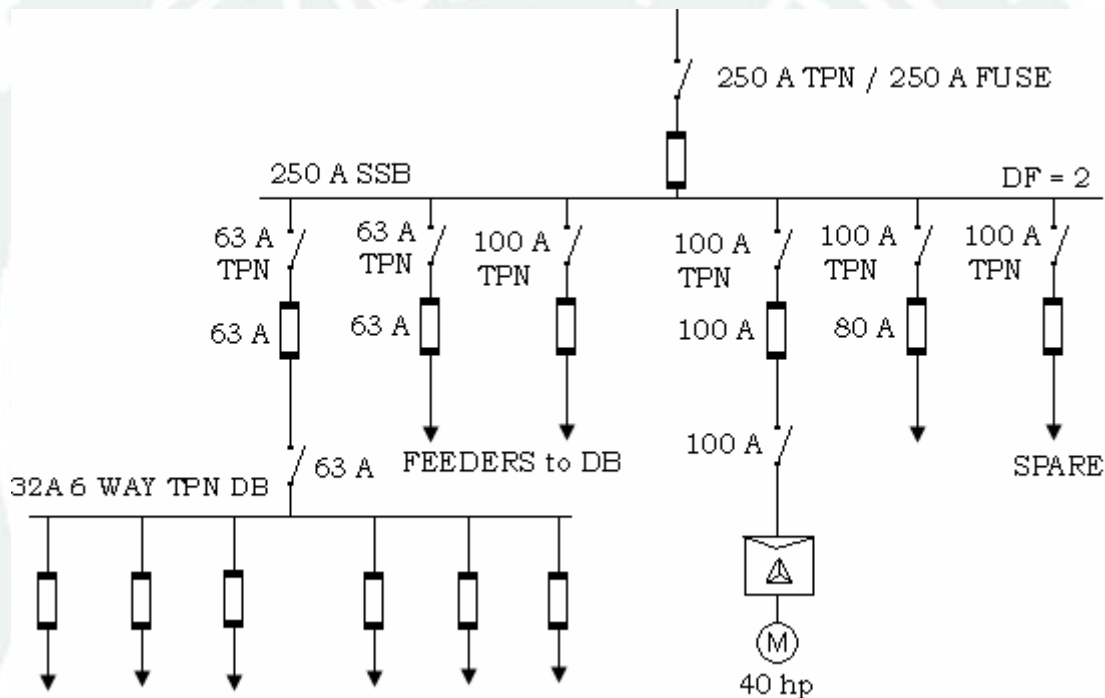 250 A TPN / 250 A FUSE
250 A SSB
DF = 2
63 A
TPN
63 A
TPN
100 A
TPN
100 A
TPN
100 A
TPN
100 A
TPN
63 A
63 A
100 A
80 A
63 A
FEEDERS to DB
100 A
SPARE
32A 6 WAY TPN DB
M
40 hp